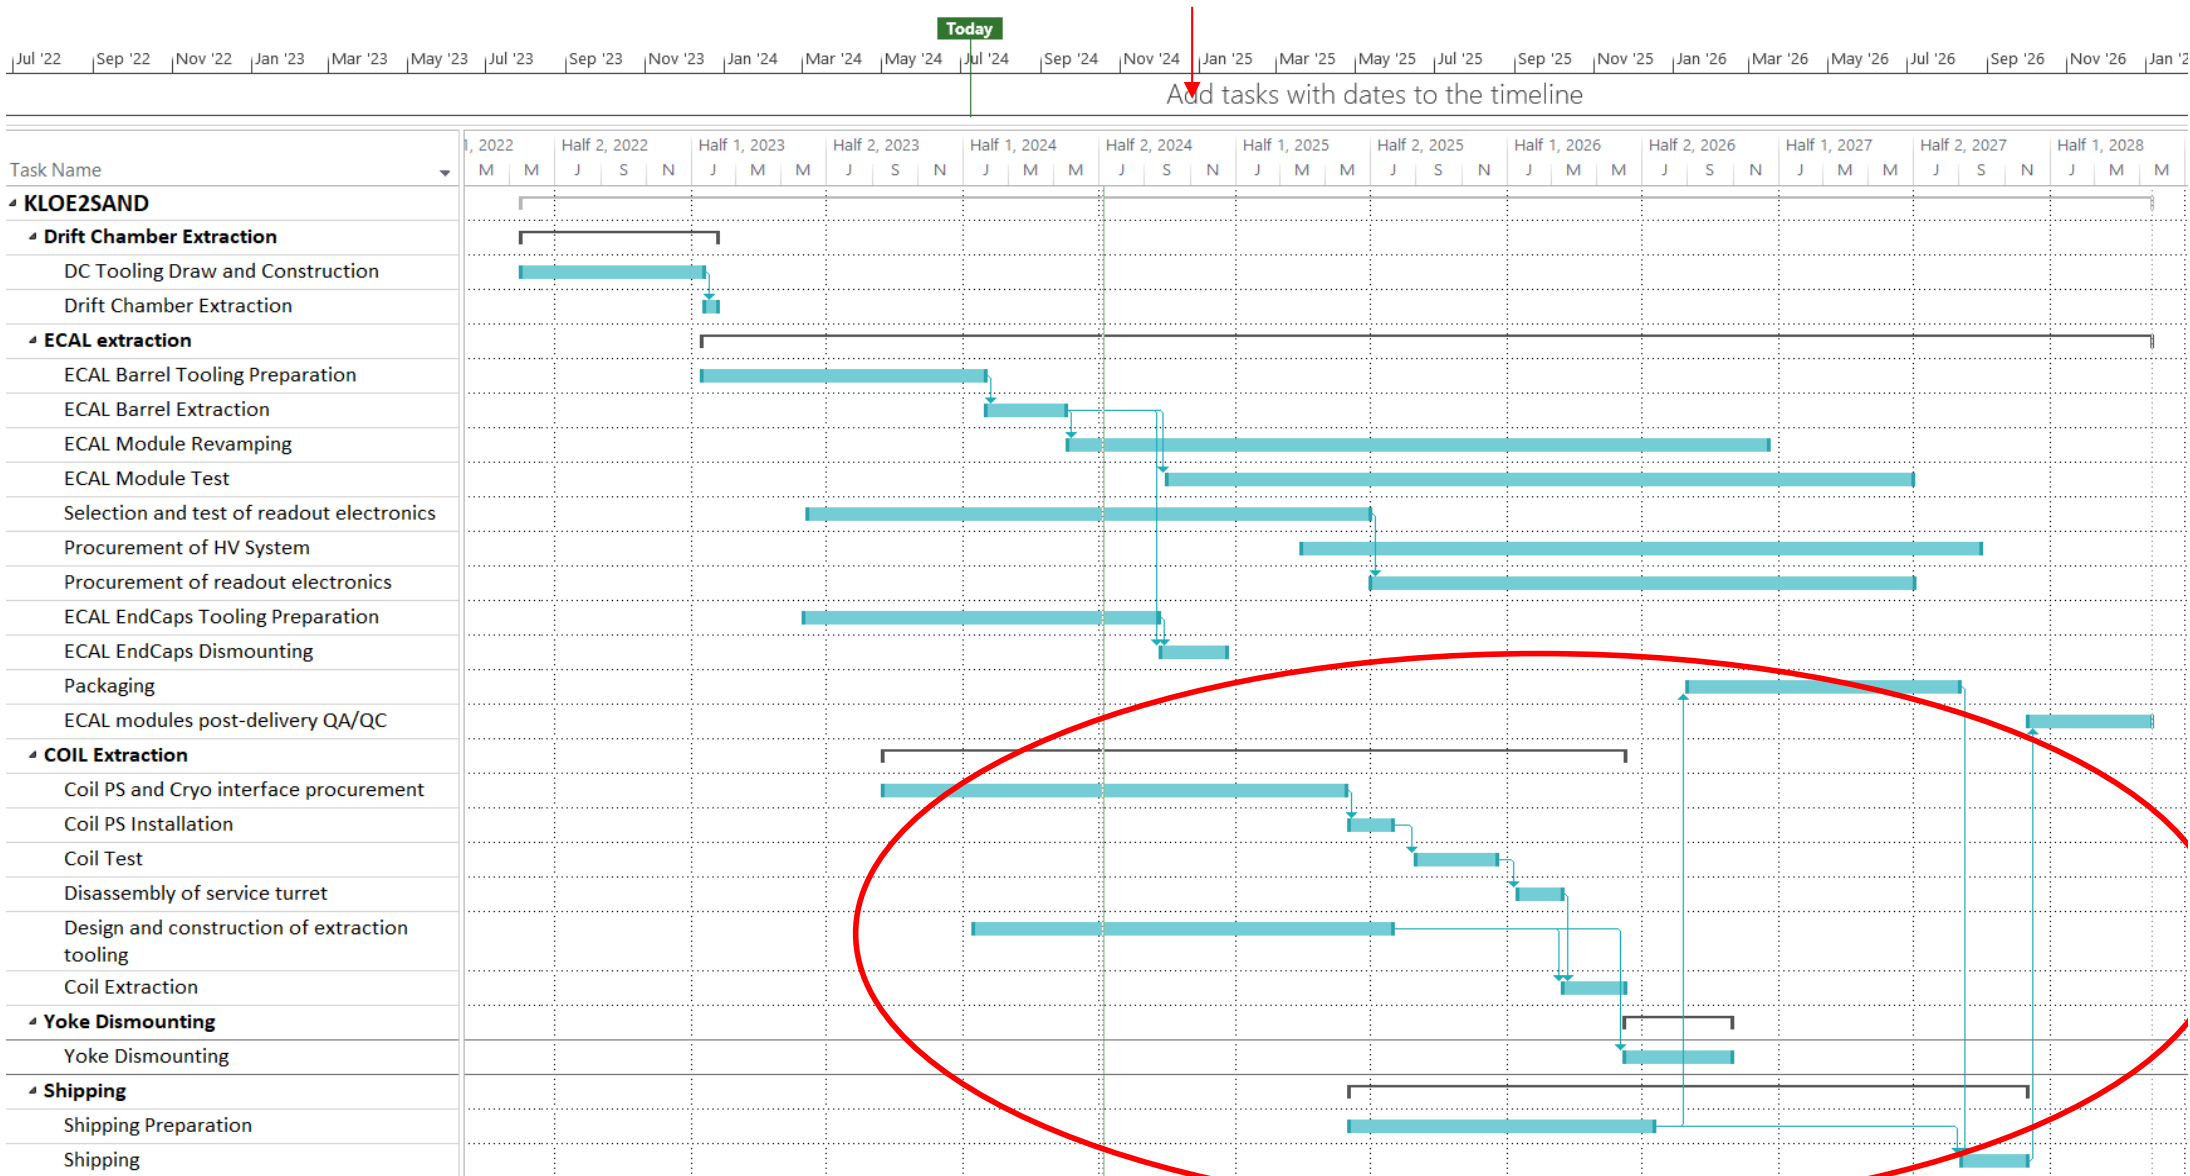 Today
Jul '22 Sep '22 Nov '22 Jan '23 Mar '23 May '23 Jul '23 Sep '23 Nov '23 Jan '24 Mar '24 May '24 Jul '24 Sep '24 Nov '24 Jan '25 Mar '25 May '25 Jul '25 Sep '25 Nov '25 Jan '26 Mar '26 May '26 Jul '26 Sep '26 Nov '26 Jan '2
Add tasks with dates to the timeline
1, 2022 Half 2, 2022 Half 1, 2023 Half 2, 2023 Half 1, 2024 Half 2, 2024 Half 1, 2025 Half 2, 2025 Half 1, 2026 Half 2, 2026 Half 1, 2027 Half 2, 2027 Half 1, 2028
Task Name M M J S N J M M J S N J M M J S N J M M J S N J M M J S N J M M J S N J M M
KLOE2SAND
Drift Chamber Extraction
DC Tooling Draw and Construction
Drift Chamber Extraction
ECAL extraction
ECAL Barrel Tooling Preparation
ECAL Barrel Extraction
ECAL Module Revamping
ECAL Module Test
Selection and test of readout electronics
Procurement of HV System
Procurement of readout electronics
ECAL EndCaps Tooling Preparation
ECAL EndCaps Dismounting
Packaging
ECAL modules post-delivery QA/QC
COIL Extraction
Coil PS and Cryo interface procurement
Coil PS Installation
Coil Test
Disassembly of service turret
Design and construction of extraction
tooling
Coil Extraction
Yoke Dismounting
Yoke Dismounting
Shipping
Shipping Preparation
Shipping